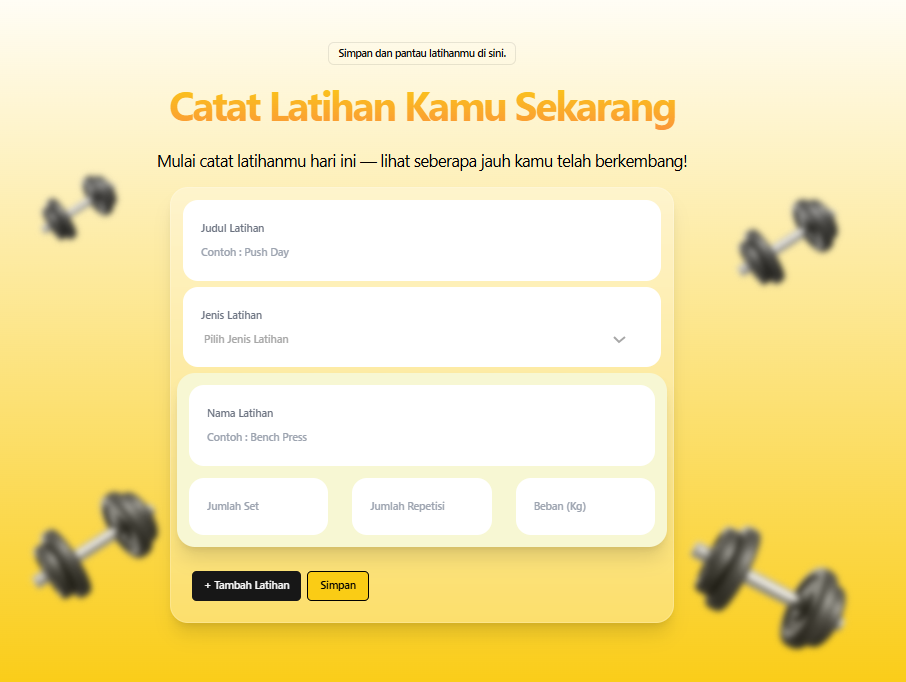 Simpan dan pantau latihanmu di sini.
Catat Latihan Kamu Sekarang
Mulai catat latihanmu hari ini — lihat seberapa jauh kamu telah berkembang!
Judul Latihan
Contoh : Push Day
Jenis Latihan
Pilih Jenis Latihan
Nama Latihan
Contoh : Bench Press
Jumlah Set
Jumlah Repetisi
Beban (Kg)
+ Tambah Latihan
Simpan